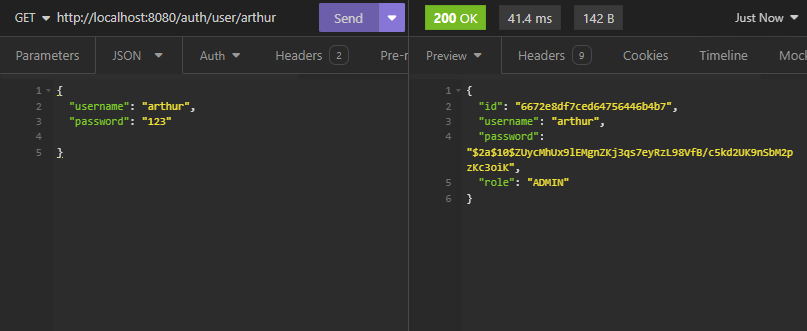 GET http://localhost:8080/auth/user/arthur Send 200 OK 41.4 ms 142 B Just Now
Parameters JSON Auth Headers 2 Pre-r Preview Headers 9 Cookies Timeline Mock
1 {
2 "username": "arthur",
3 "password": "123"
4
5 }
1 {
2 "id": "6672e8df7ced64756446b4b7",
3 "username": "arthur",
4 "password":
"$2a$10$ZUycMhUx9lEMgnZKj3qs7eyRzL98VfB/c5kd2UK9nSbM2p
zKc3oiK",
5 "role": "ADMIN"
6 }